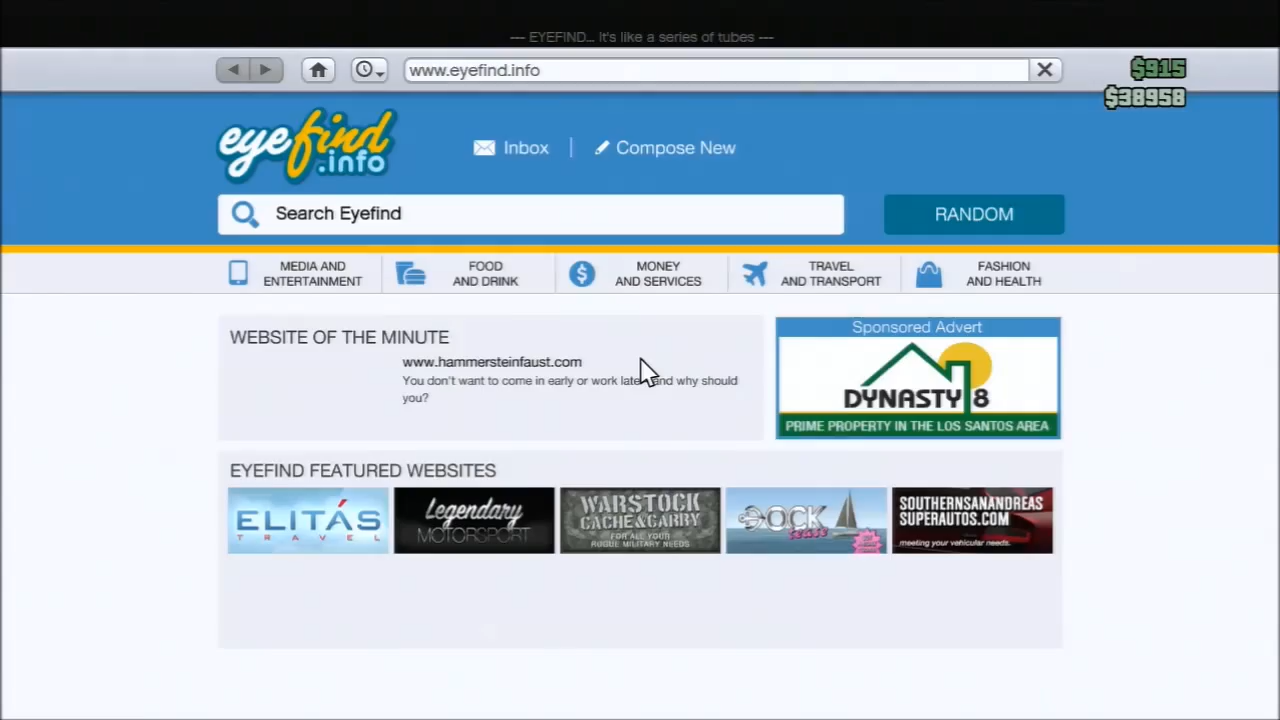 --- EYEFIND... It's like a series of tubes ---
www.eyefind.info
$915
$38958
eyefind
.info
Inbox
Compose New
Search Eyefind
RANDOM
MEDIA AND
ENTERTAINMENT
FOOD
AND DRINK
MONEY
AND SERVICES
TRAVEL
AND TRANSPORT
FASHION
AND HEALTH
WEBSITE OF THE MINUTE
www.hammersteinfaust.com
You don't want to come in early or work late, and why should
you?
Sponsored Advert
DYNASTY 8
PRIME PROPERTY IN THE LOS SANTOS AREA
EYEFIND FEATURED WEBSITES
ELITÁS
TRAVEL
Legendary
MOTORSPORT
WARSTOCK
CACHE&CARRY
FOR ALL YOUR
ROGUE MILITARY NEEDS
DOCK
tease
SOUTHERNSANANDREAS
SUPERAUTOS.COM
meeting your vehicular needs.